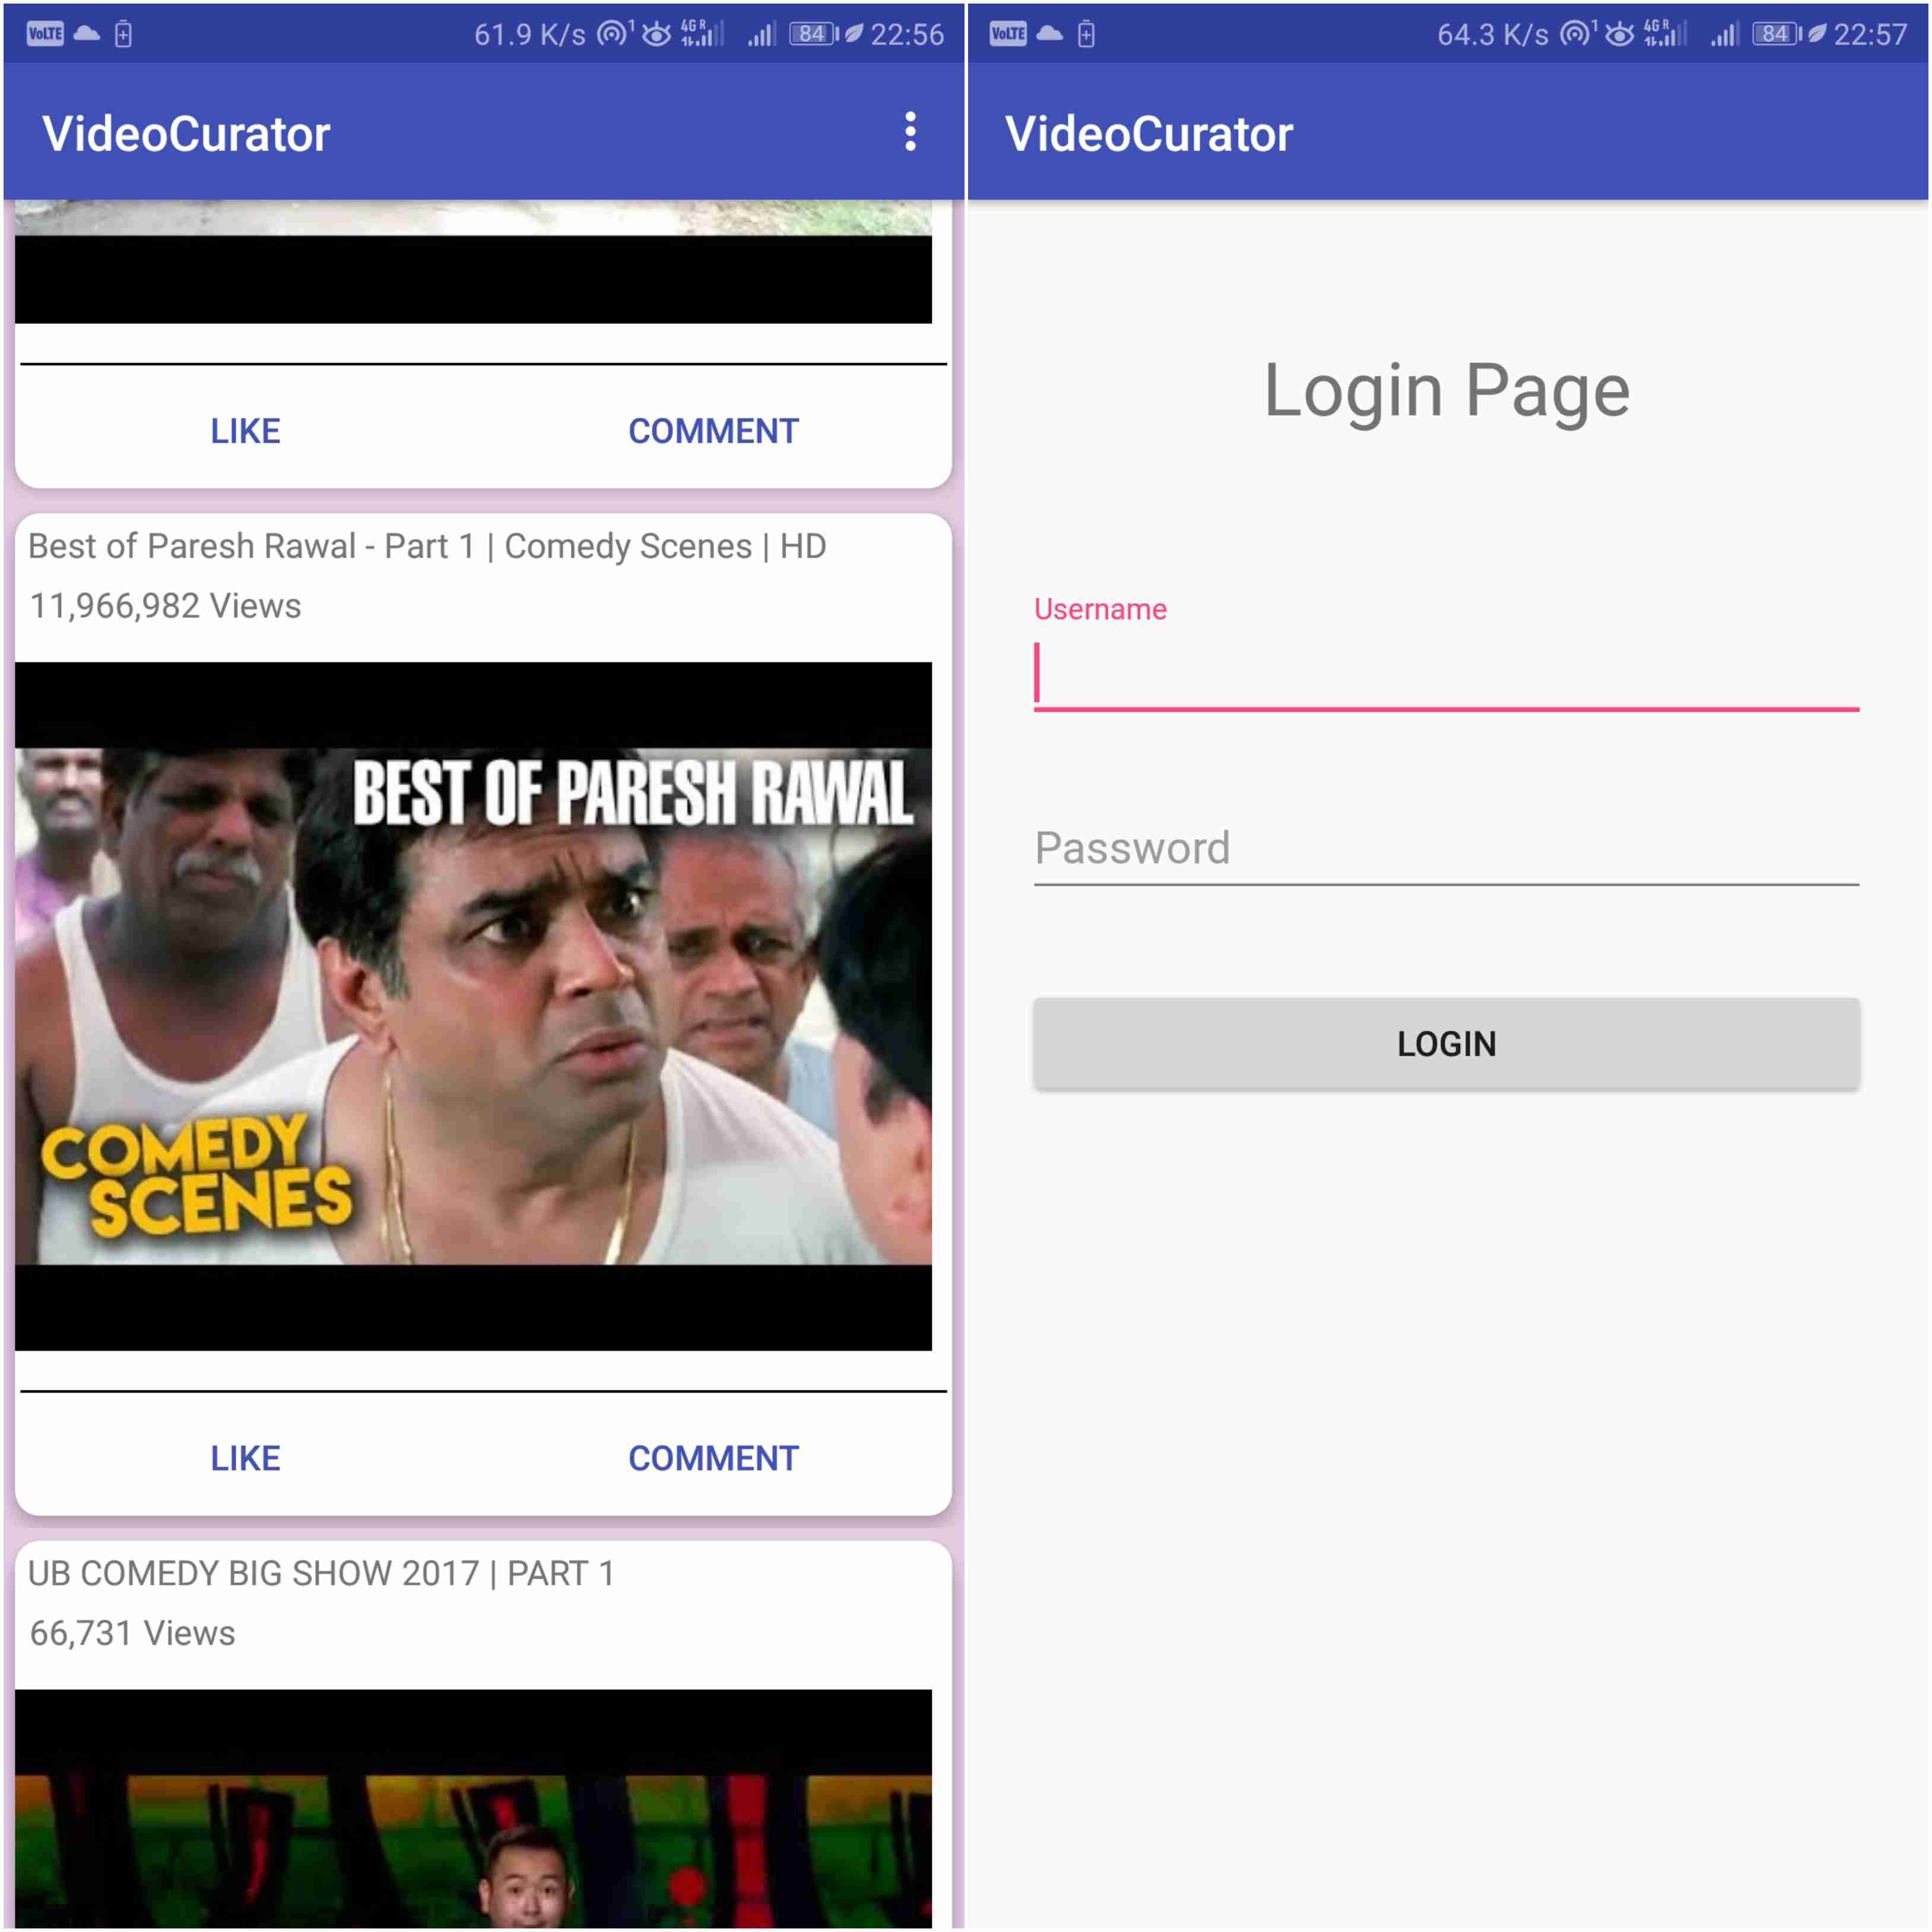 VoLTE 61.9 K/s 1 4G R 84 22:56
VideoCurator
LIKE COMMENT
Best of Paresh Rawal - Part 1 | Comedy Scenes | HD
11,966,982 Views
BEST OF PARESH RAWAL
COMEDY
SCENES
LIKE COMMENT
UB COMEDY BIG SHOW 2017 | PART 1
66,731 Views
VoLTE 64.3 K/s 1 4G R 84 22:57
VideoCurator
Login Page
Username
Password
LOGIN